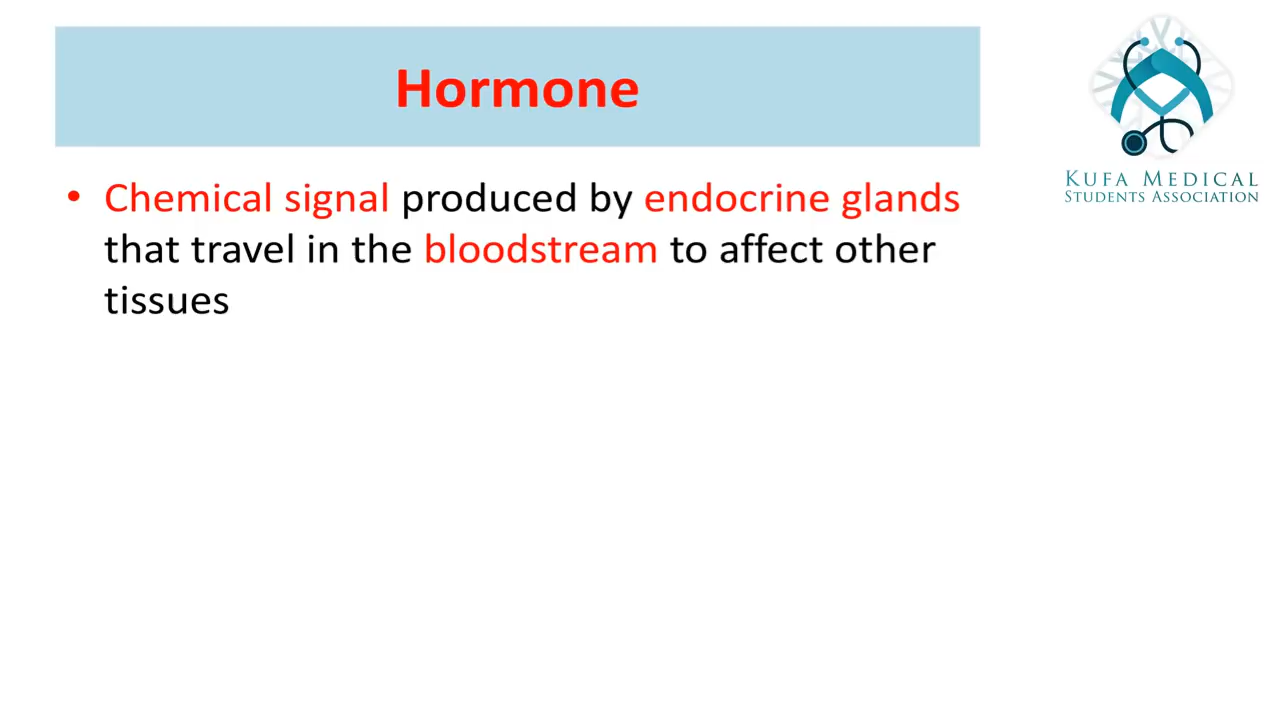 Hormone
• Chemical signal produced by endocrine glands
that travel in the bloodstream to affect other
tissues
KUFA MEDICAL
STUDENTS ASSOCIATION